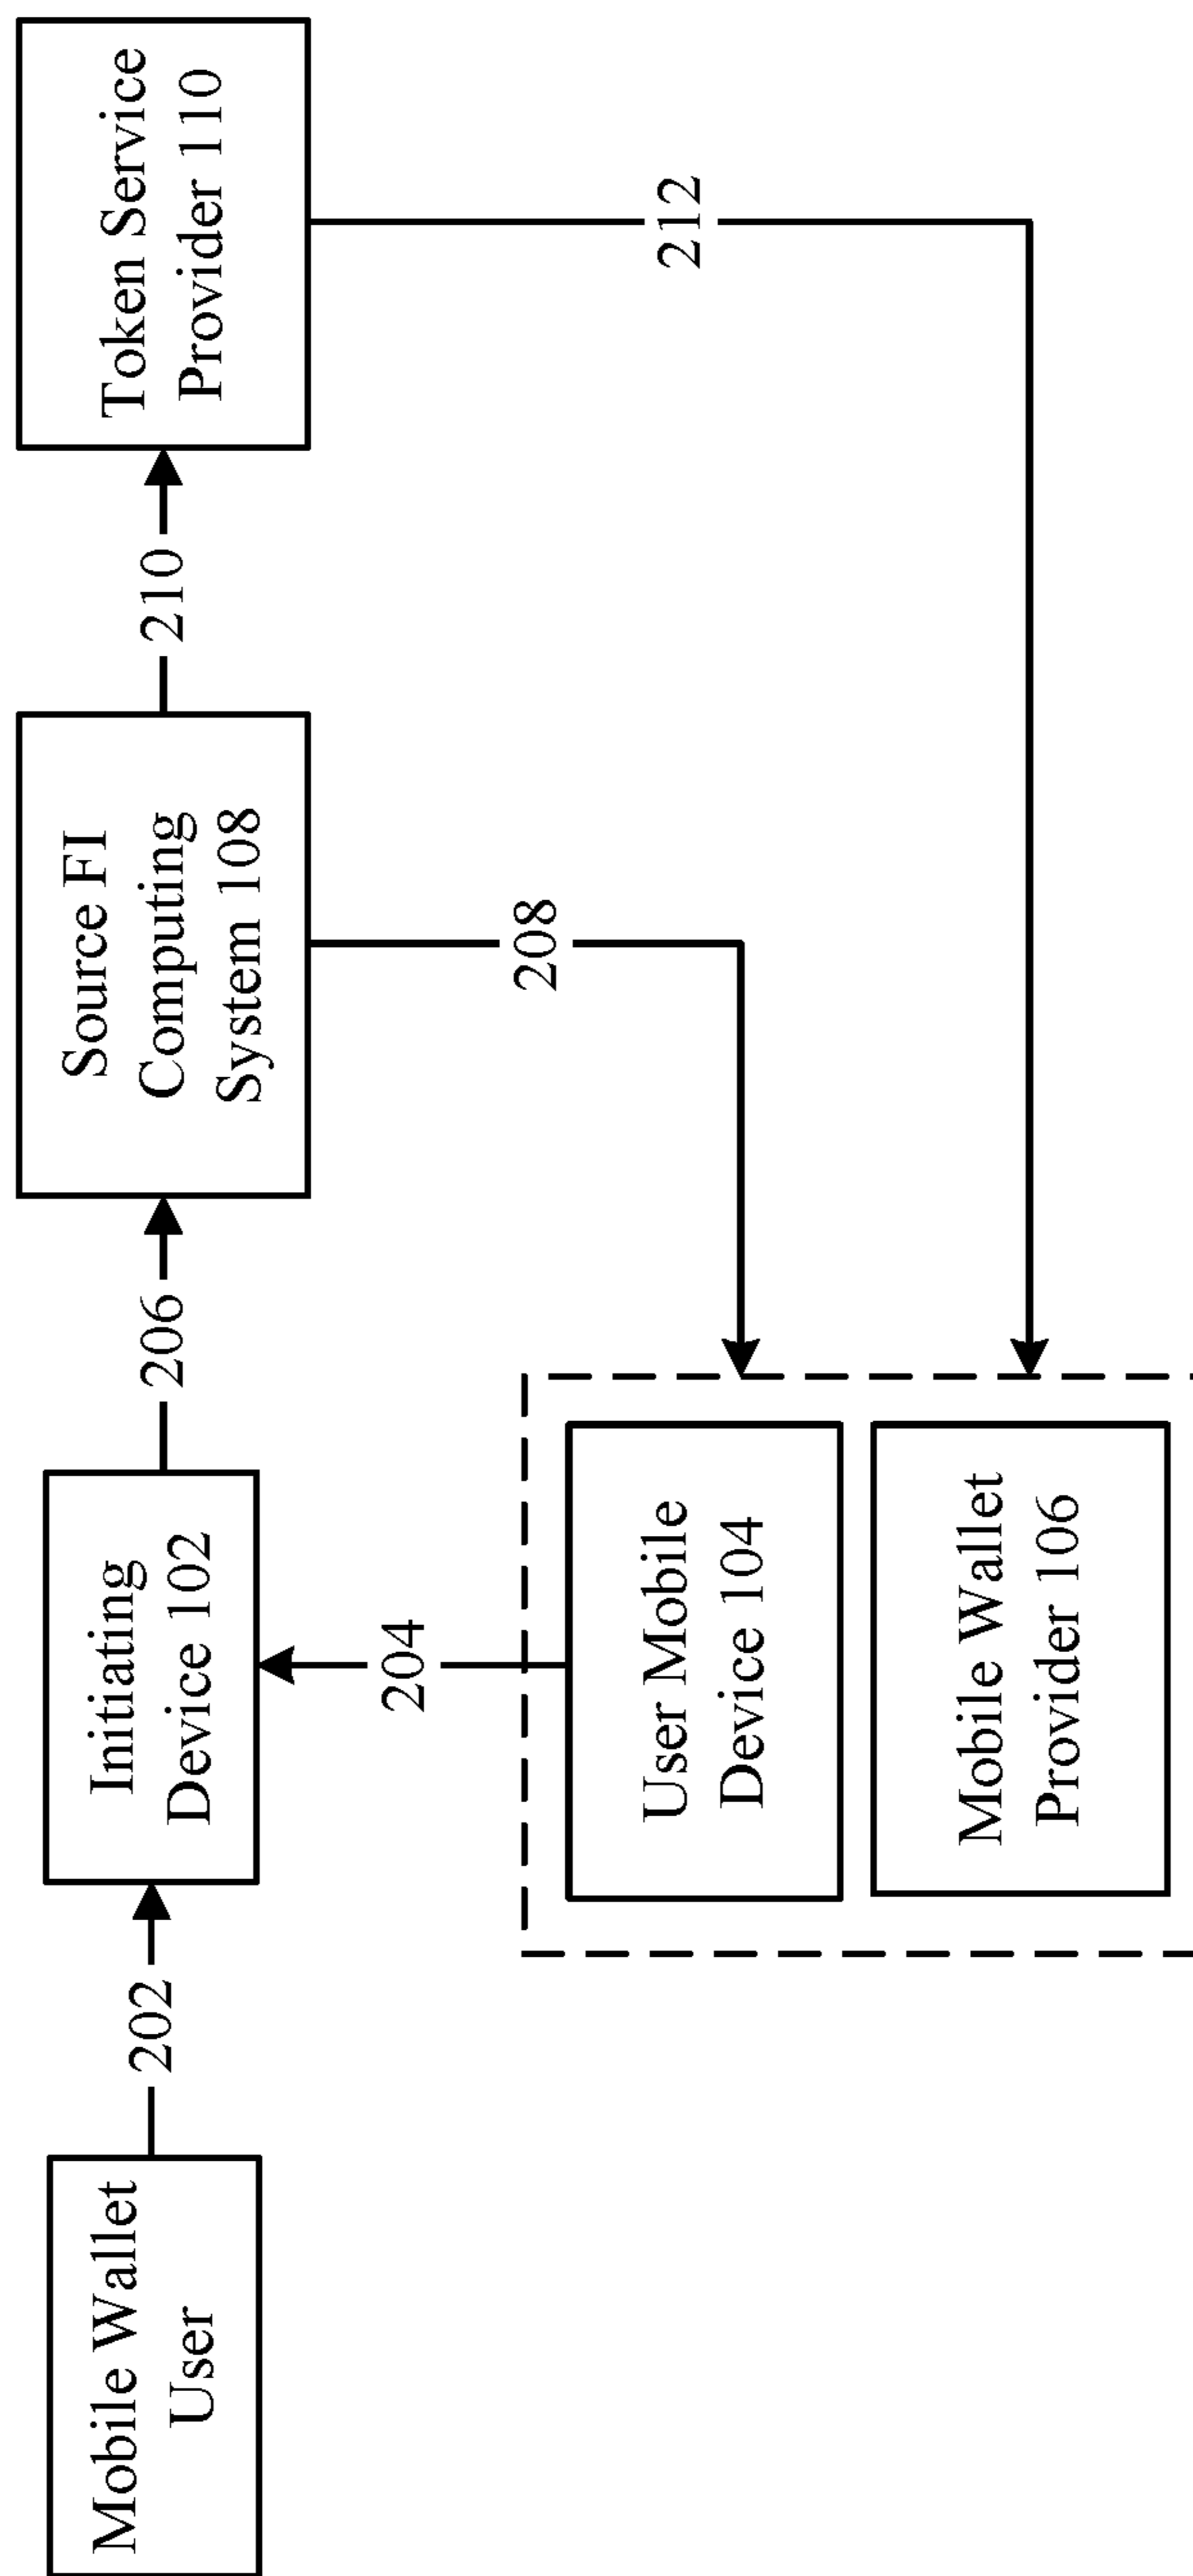 Mobile Wallet
User
202
Initiating
Device 102
206
Source FI
Computing
System 108
210
Token Service
Provider 110
204
208
212
User Mobile
Device 104
Mobile Wallet
Provider 106